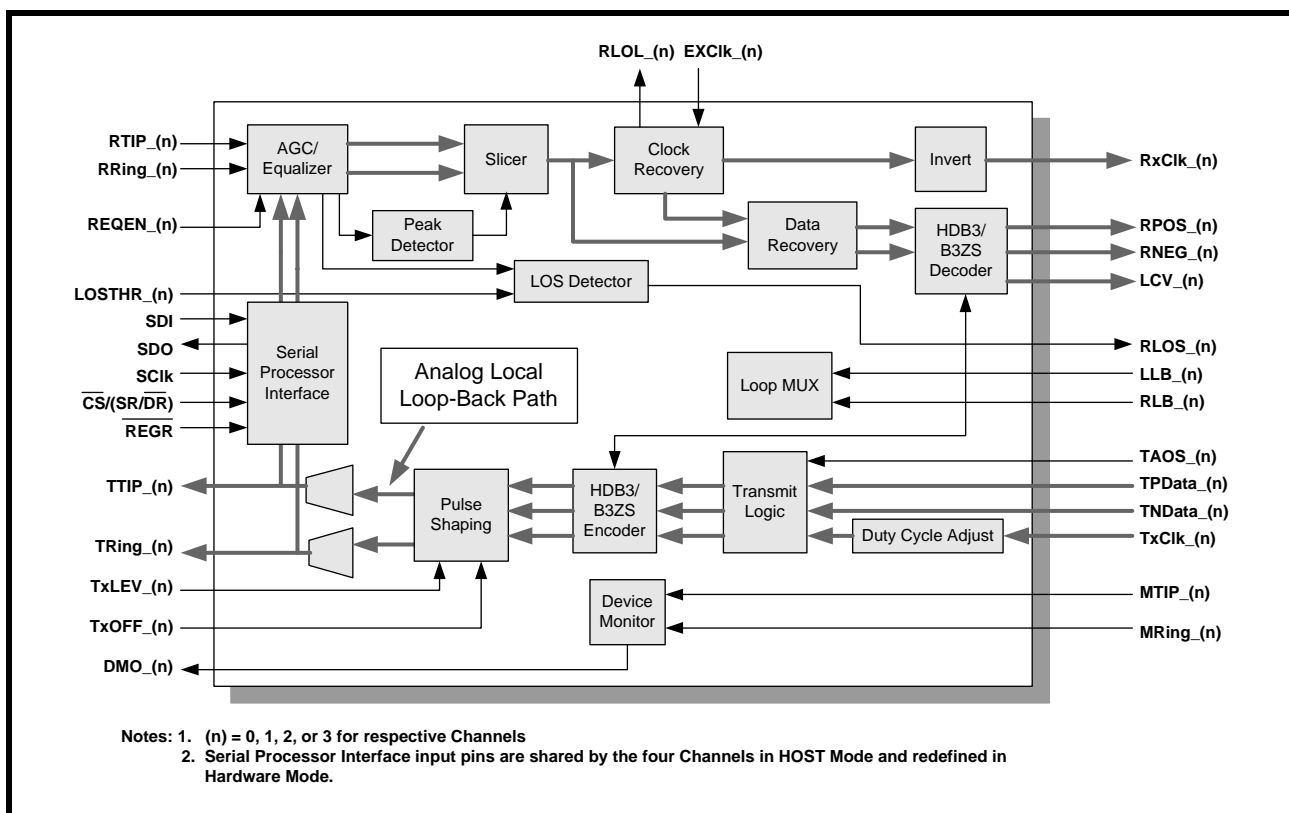 RLOL_(n) EXClk_(n)
RTIP_(n)
RRing_(n)
REQEN_(n)
LOSTHR_(n)
SDI
SDO
SClk
CS/(SR/DR)
REGR
TTIP_(n)
TRing_(n)
TxLEV_(n)
TxOFF_(n)
DMO_(n)
AGC/
Equalizer
Slicer
Clock
Recovery
Invert
Peak
Detector
Data
Recovery
HDB3/
B3ZS
Decoder
LOS Detector
Serial
Processor
Interface
Analog Local
Loop-Back Path
Loop MUX
Pulse
Shaping
HDB3/
B3ZS
Encoder
Transmit
Logic
Duty Cycle Adjust
Device
Monitor
RxClk_(n)
RPOS_(n)
RNEG_(n)
LCV_(n)
RLOS_(n)
LLB_(n)
RLB_(n)
TAOS_(n)
TPData_(n)
TNData_(n)
TxClk_(n)
MTIP_(n)
MRing_(n)
Notes: 1. (n) = 0, 1, 2, or 3 for respective Channels
2. Serial Processor Interface input pins are shared by the four Channels in HOST Mode and redefined in
Hardware Mode.